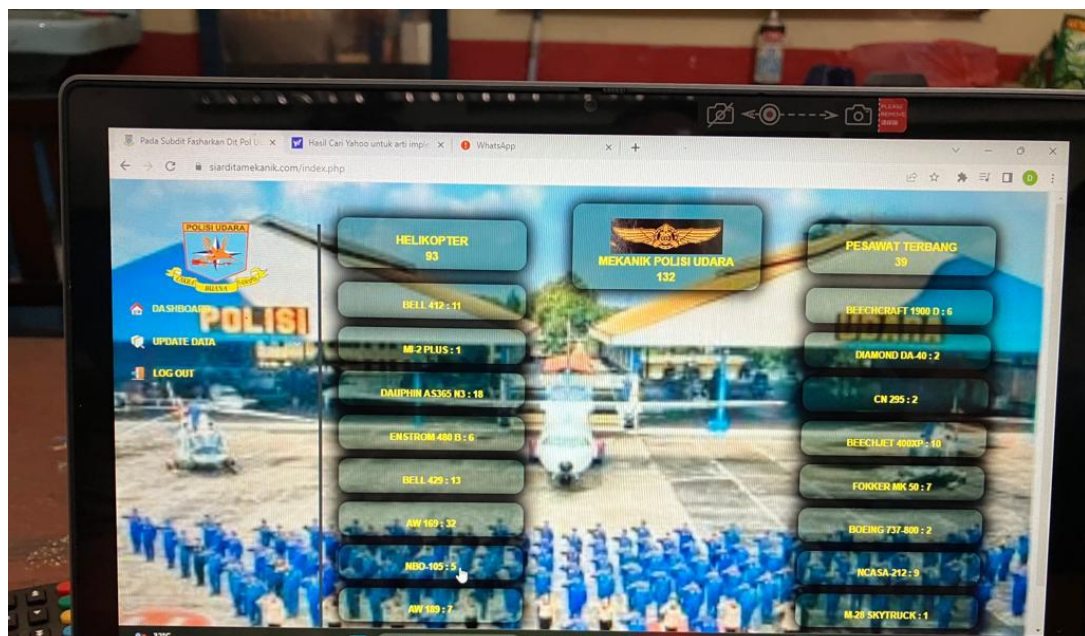 PLEASE
REMOVE
Pada Subdit Fasharkan Dit Pol U
Hasil Cari Yahoo untuk arti impl
WhatsApp
siarditamekanik.com/index.php
POLISI UDARA
BUANA
DASHBOARD
UPDATE DATA
LOG OUT
POLISI
HELIKOPTER
93
BELL 412 : 11
MI-2 PLUS : 1
DAUPHIN AS365 N3 : 18
ENSTROM 480 B : 6
BELL 429 : 13
AW 169 : 32
NBO-105 : 5
AW 189 : 7
MEKANIK POLISI UDARA
132
PESAWAT TERBANG
39
BEECHCRAFT 1900 D : 6
UDARA
DIAMOND DA-40 : 2
CN 295 : 2
BEECHJET 400XP : 10
FOKKER MK 50 : 7
BOEING 737-800 : 2
NCASA-212 : 9
M-28 SKYTRUCK : 1